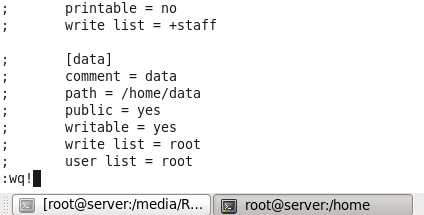 ;       printable = no
;       write list = +staff

;       [data]
;       comment = data
;       path = /home/data
;       public = yes
;       writable = yes
;       write list = root
;       user list = root
:wq!
[root@server:/media/R...
root@server:/home